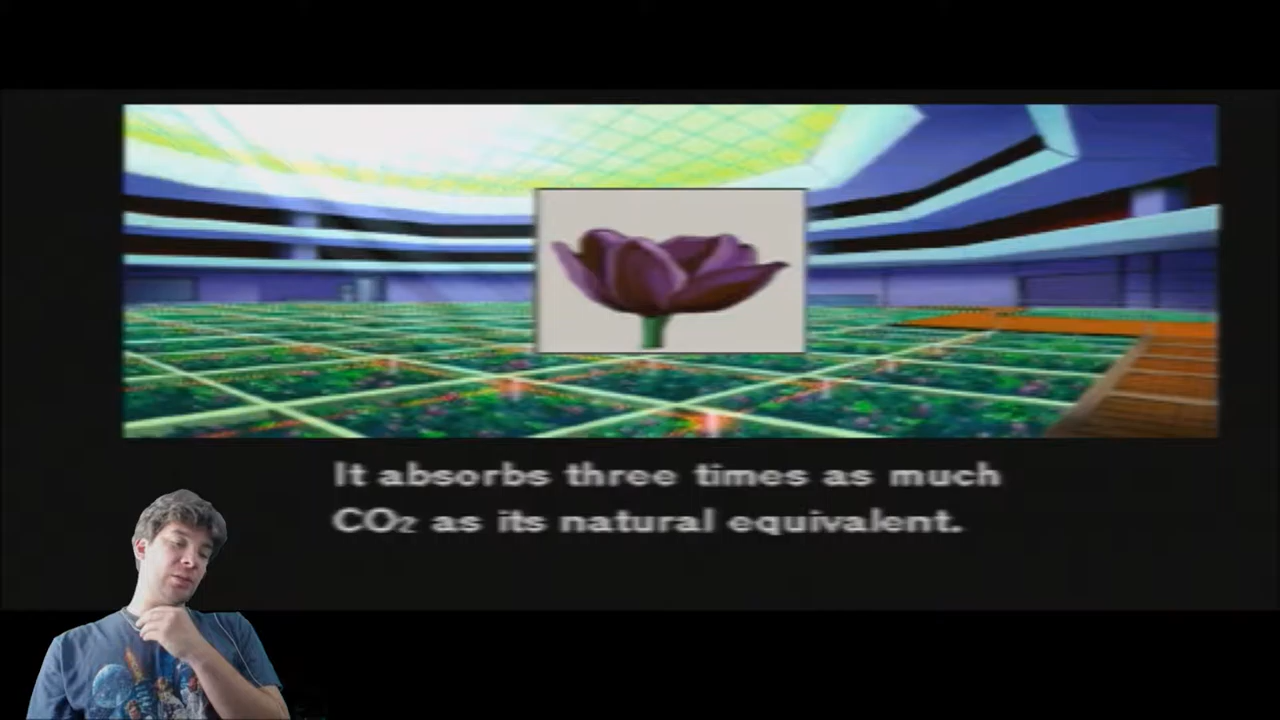 It absorbs three times as much
CO₂ as its natural equivalent.